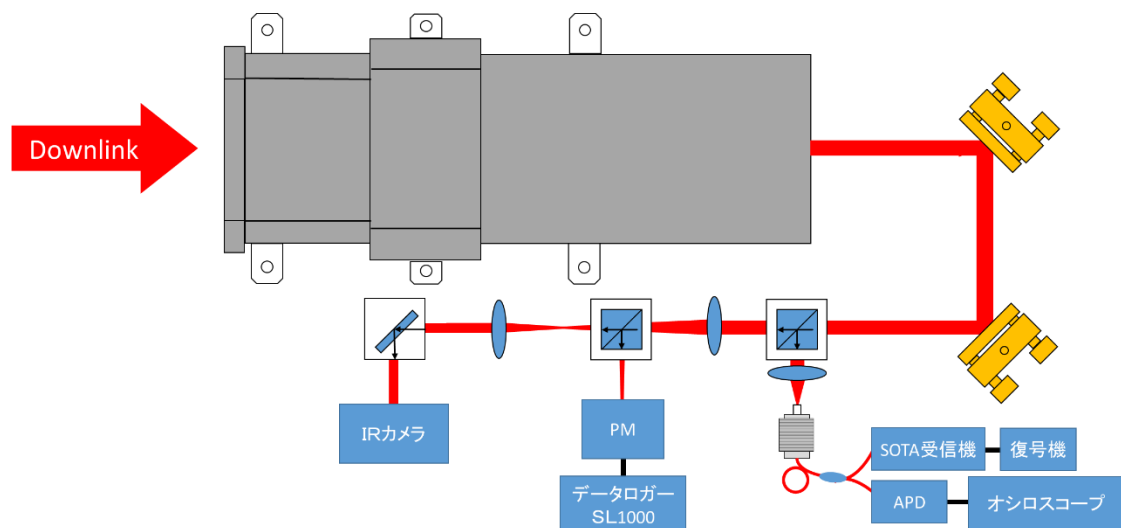 Downlink
IRカメラ
PM
データロガー
SL1000
SOTA受信機
復号機
APD
オシロスコープ